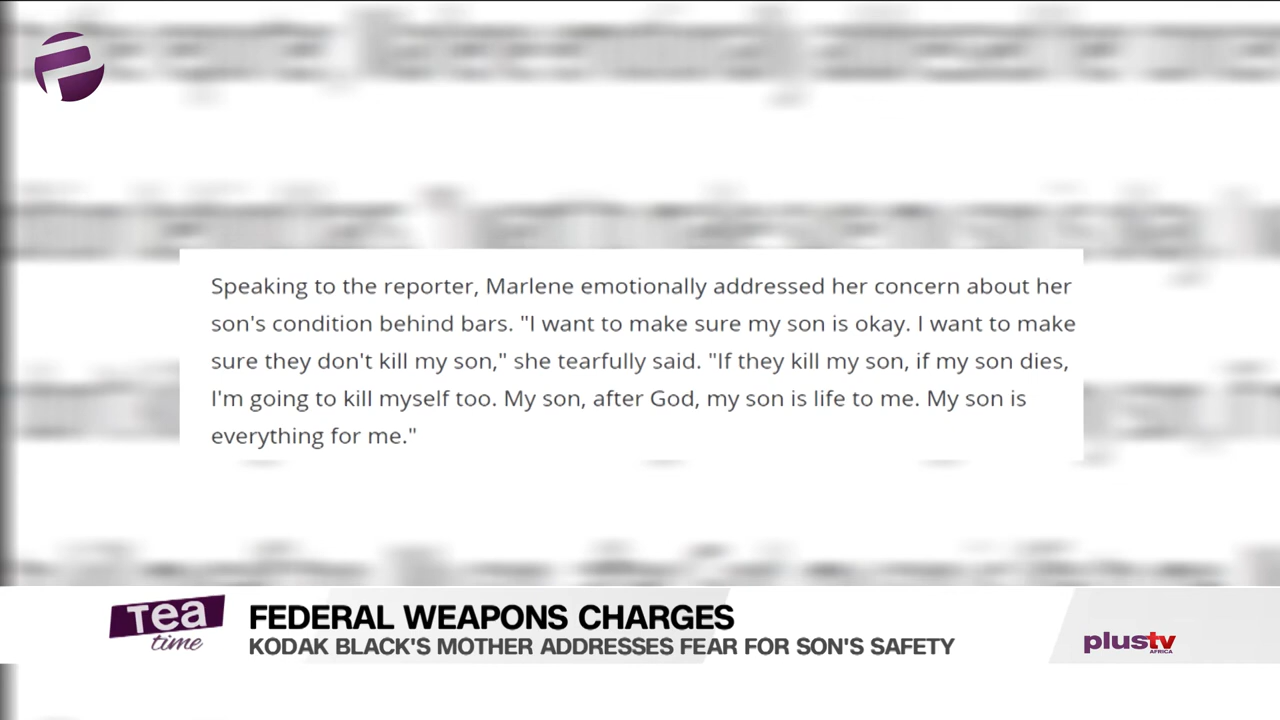 Speaking to the reporter, Marlene emotionally addressed her concern about her
son's condition behind bars. "I want to make sure my son is okay. I want to make
sure they don't kill my son," she tearfully said. "If they kill my son, if my son dies,
I'm going to kill myself too. My son, after God, my son is life to me. My son is
everything for me."
Tea
time
FEDERAL WEAPONS CHARGES
KODAK BLACK'S MOTHER ADDRESSES FEAR FOR SON'S SAFETY
plustv
AFRICA